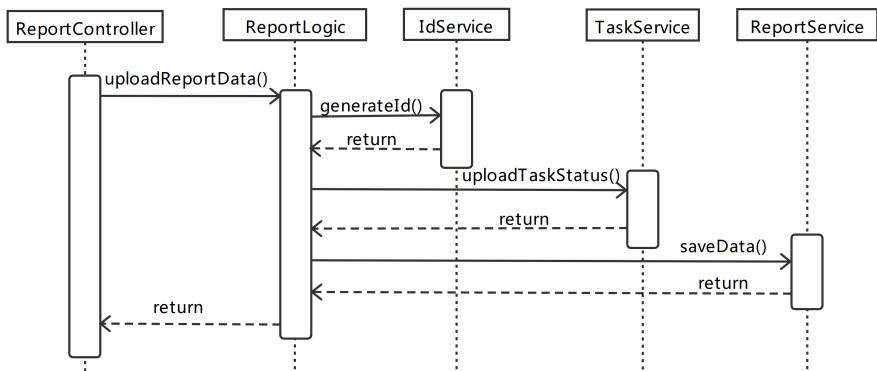 ReportController
ReportLogic
IdService
TaskService
ReportService
uploadReportData()
generateId()
return
uploadTaskStatus()
return
saveData()
return
return